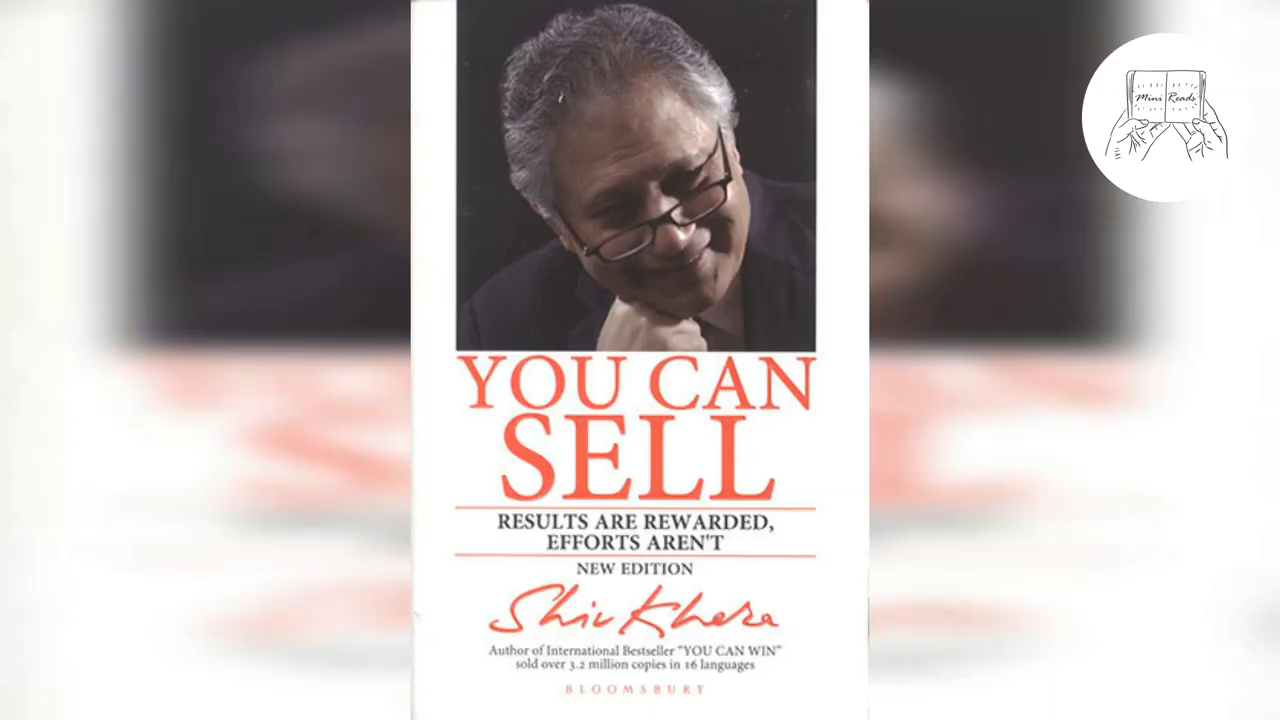 Mini Reads
YOU CAN
SELL
RESULTS ARE REWARDED,
EFFORTS AREN'T
NEW EDITION
Shiv Khera
Author of International Bestseller "YOU CAN WIN"
sold over 3.2 million copies in 16 languages
BLOOMSBURY